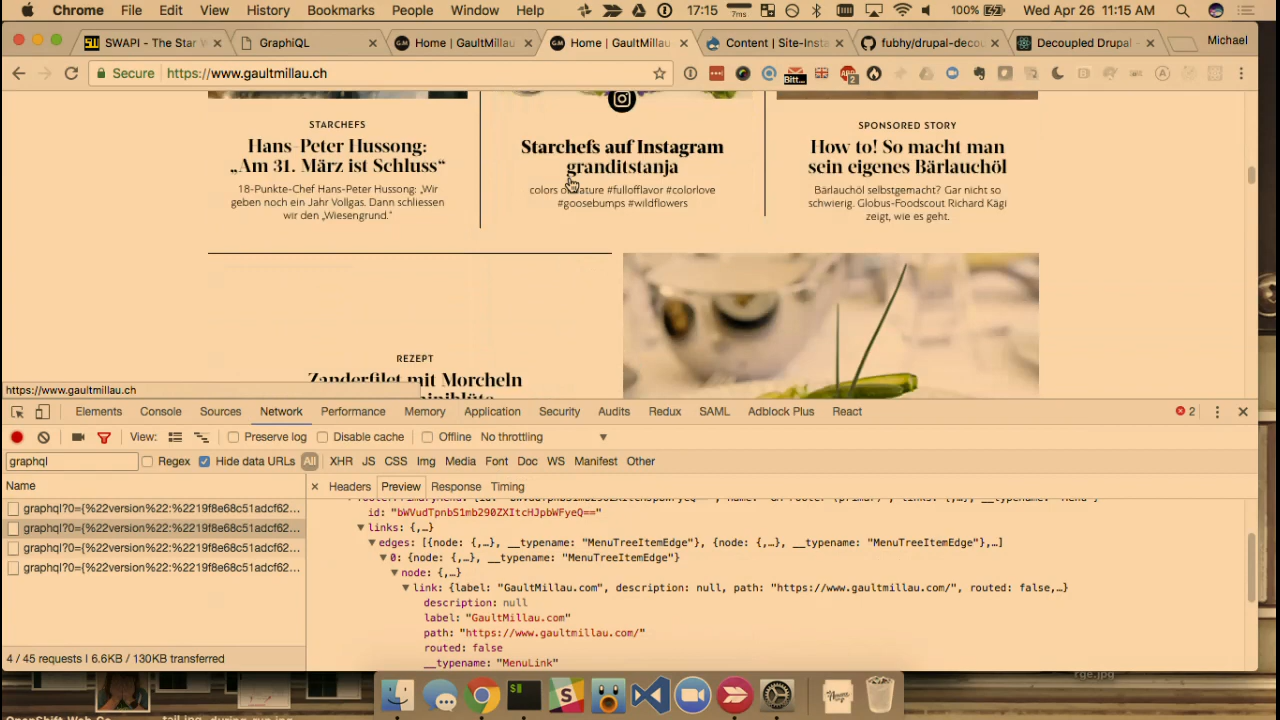 Chrome File Edit View History Bookmarks People Window Help 17:15 7ms 100% Wed Apr 26 11:15 AM
SWAPI - The Star × GraphiQL × Home | GaultMillau × Home | GaultMillau × Content | Site-Insta × fubhy/drupal-decou × Decoupled Drupal - × Michael
Secure https://www.gaultmillau.ch
STARCHEFS
Hans-Peter Hussong:
„Am 31. März ist Schluss“
18-Punkte-Chef Hans-Peter Hussong: „Wir
geben noch ein Jahr Vollgas. Dann schliessen
wir den „Wiesengrund."
Starchefs auf Instagram
granditstanja
colors of nature #fullofflavor #colorlove
#goosebumps #wildflowers
SPONSORED STORY
How to! So macht man
sein eigenes Bärlauchöl
Bärlauchöl selbstgemacht? Gar nicht so
schwierig. Globus-Foodscout Richard Kägi
zeigt, wie es geht.
REZEPT
Zanderfilet mit Morcheln
https://www.gaultmillau.ch
Elements Console Sources Network Performance Memory Application Security Audits Redux SAML Adblock Plus React 2
View: Preserve log Disable cache Offline No throttling
graphql Regex Hide data URLs All XHR JS CSS Img Media Font Doc WS Manifest Other
Name × Headers Preview Response Timing
graphql?0={%22version%22:%2219f8e68c51adcf62...
graphql?0={%22version%22:%2219f8e68c51adcf62...
graphql?0={%22version%22:%2219f8e68c51adcf62...
graphql?0={%22version%22:%2219f8e68c51adcf62...
4 / 45 requests | 6.6KB / 130KB transferred
id: "bWVudTpnbS1mb290ZXItcHJpbWFyeQ=="
links: {,…}
edges: [{node: {,…}, __typename: "MenuTreeItemEdge"}, {node: {,…}, __typename: "MenuTreeItemEdge"},…]
0: {node: {,…}, __typename: "MenuTreeItemEdge"}
node: {,…}
link: {label: "GaultMillau.com", description: null, path: "https://www.gaultmillau.com/", routed: false,…}
description: null
label: "GaultMillau.com"
path: "https://www.gaultmillau.com/"
routed: false
__typename: "MenuLink"